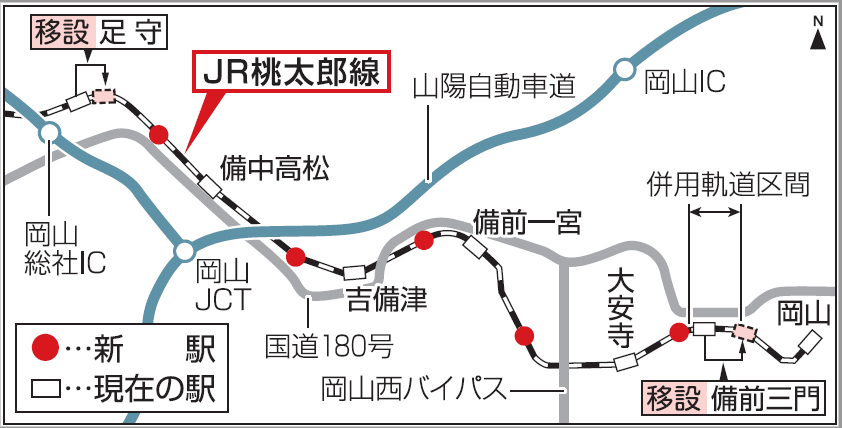 移設 足守
N
JR桃太郎線
山陽自動車道
岡山IC
備中高松
併用軌道区間
岡山
総社IC
備前一宮
岡山
JCT
吉備津
大安寺
岡山
国道180号
●…新 駅
□…現在の駅
岡山西バイパス
移設 備前三門